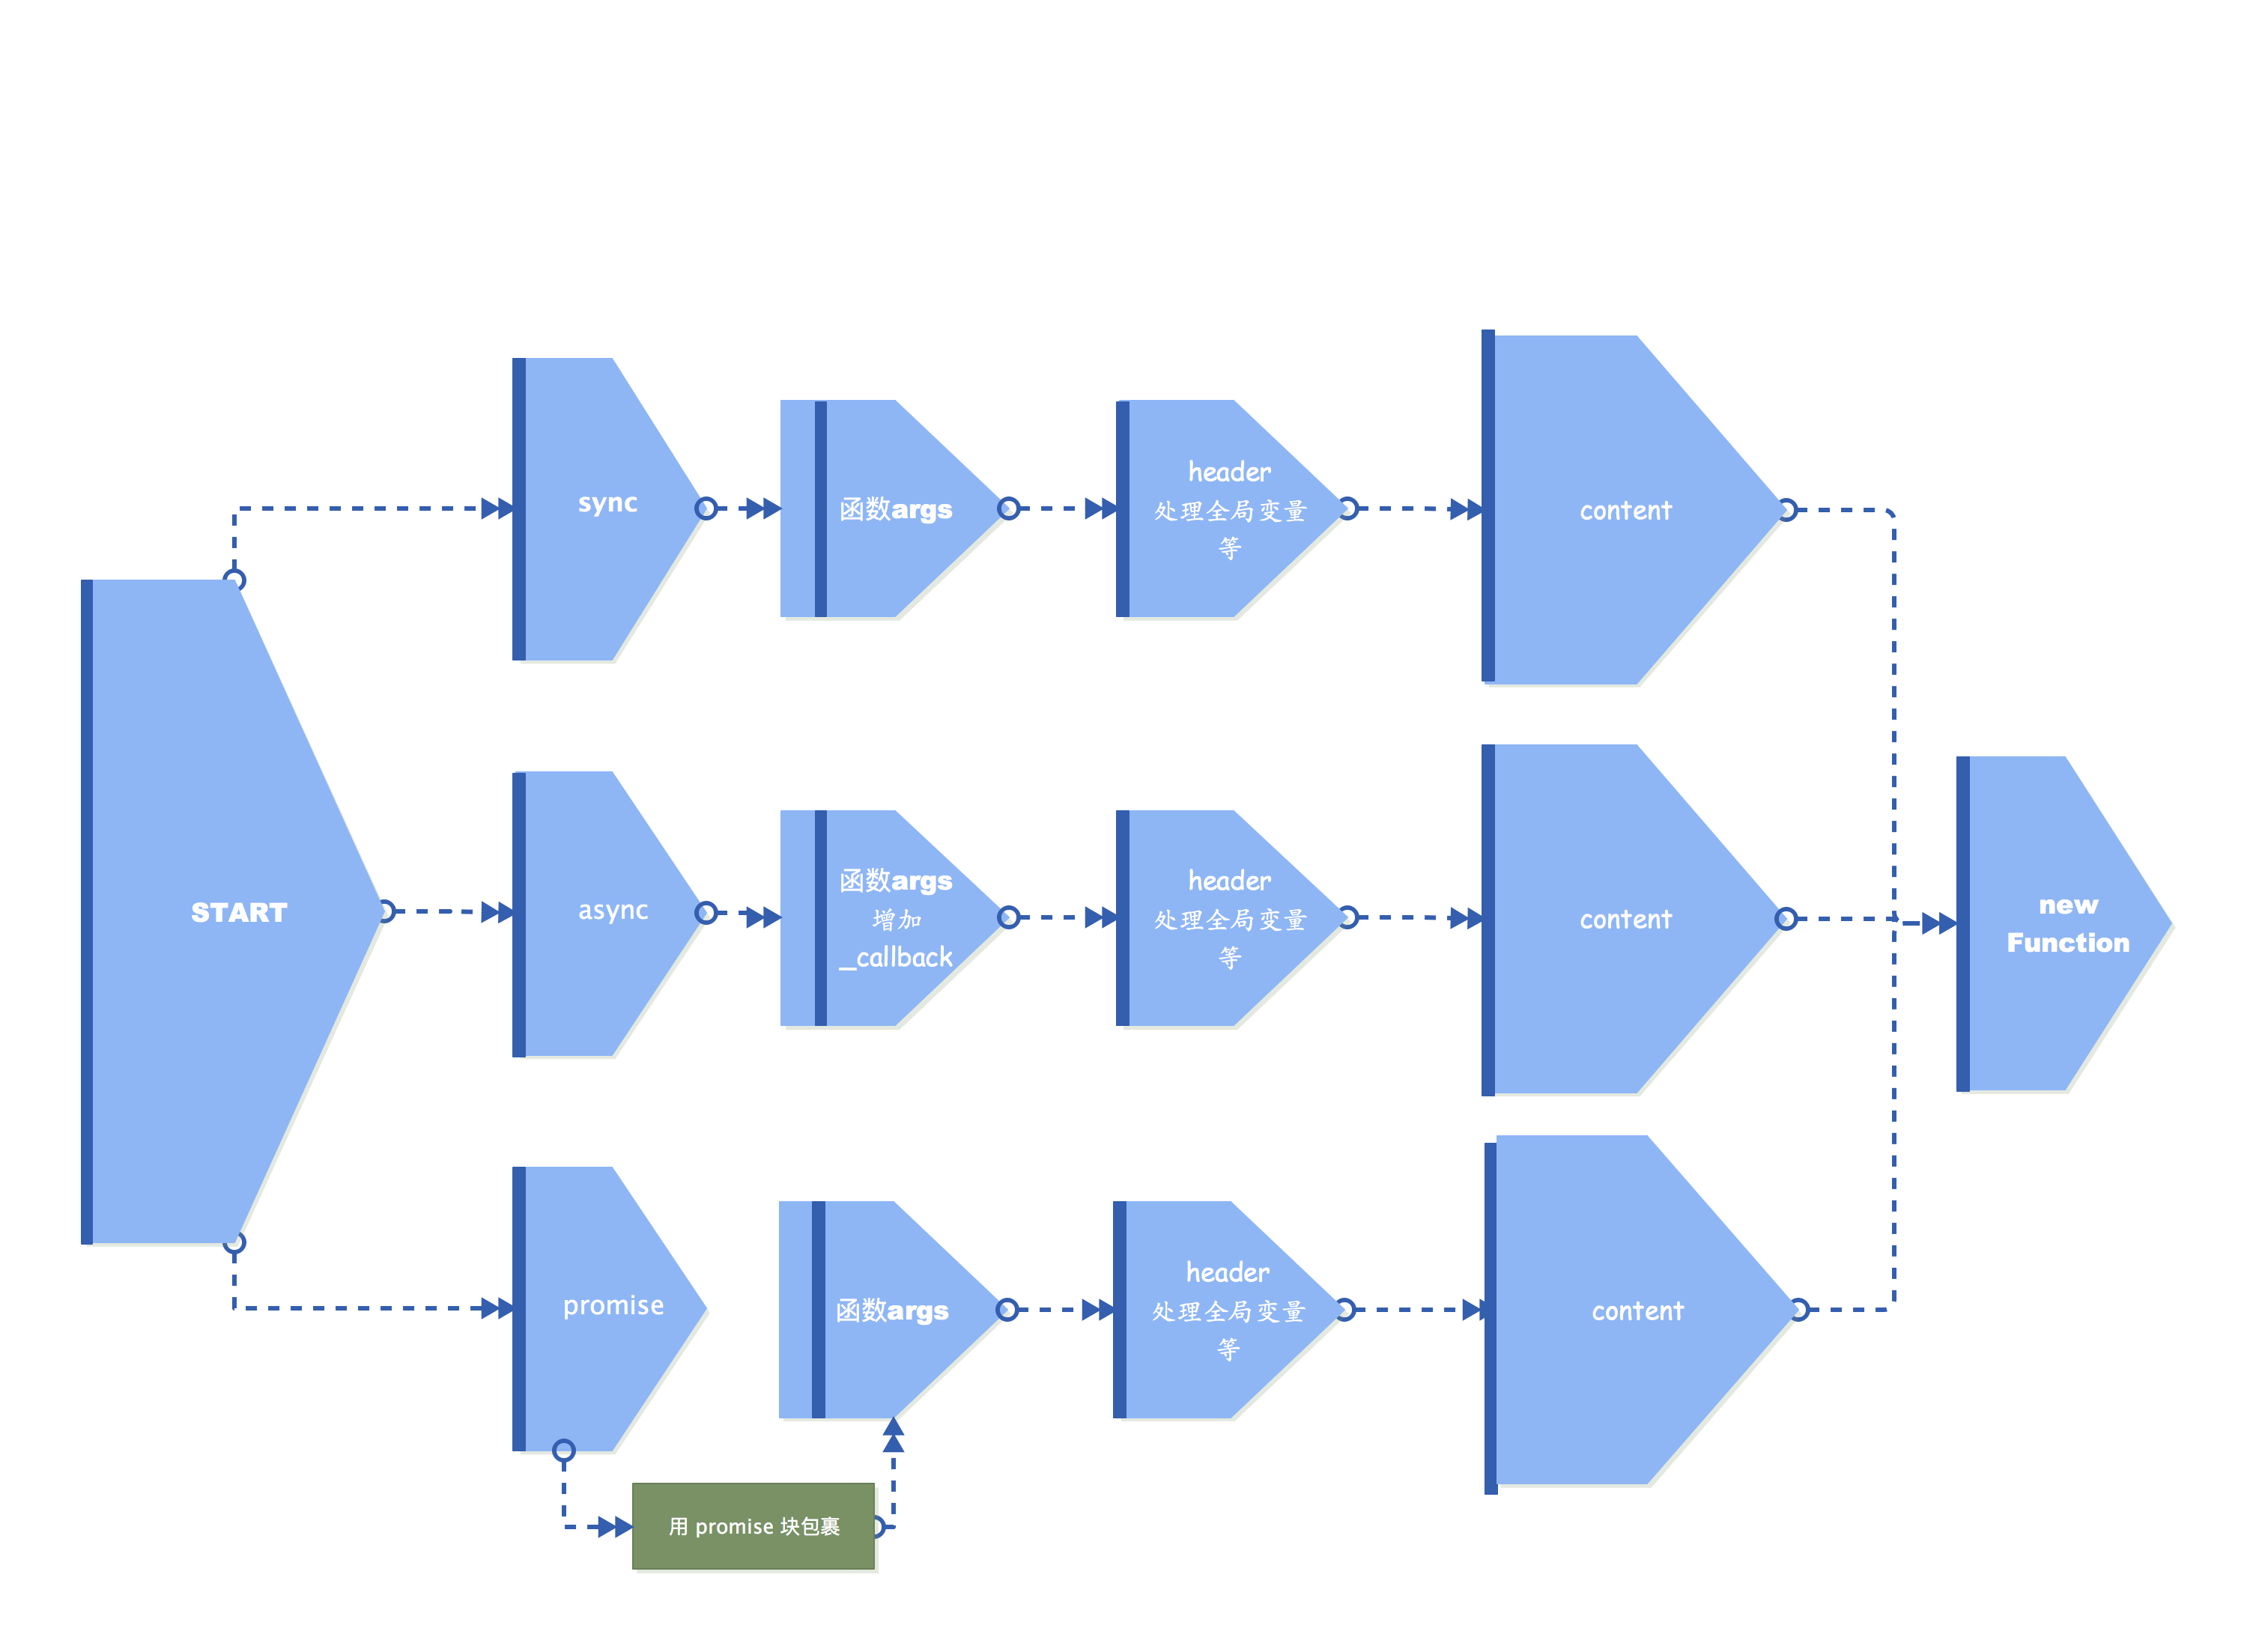 START
sync
函数args
header
处理全局变量
等
content
async
函数args
增加
_callback
header
处理全局变量
等
content
new
Function
promise
用 promise 块包裹
函数args
header
处理全局变量
等
content